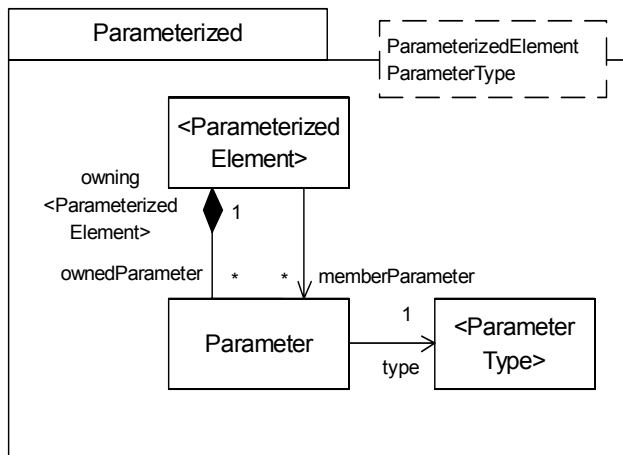 Parameterized
ParameterizedElement
ParameterType
<Parameterized
Element>
owning
<Parameterized
Element>
1
ownedParameter
*
*
memberParameter
Parameter
1
type
<Parameter
Type>